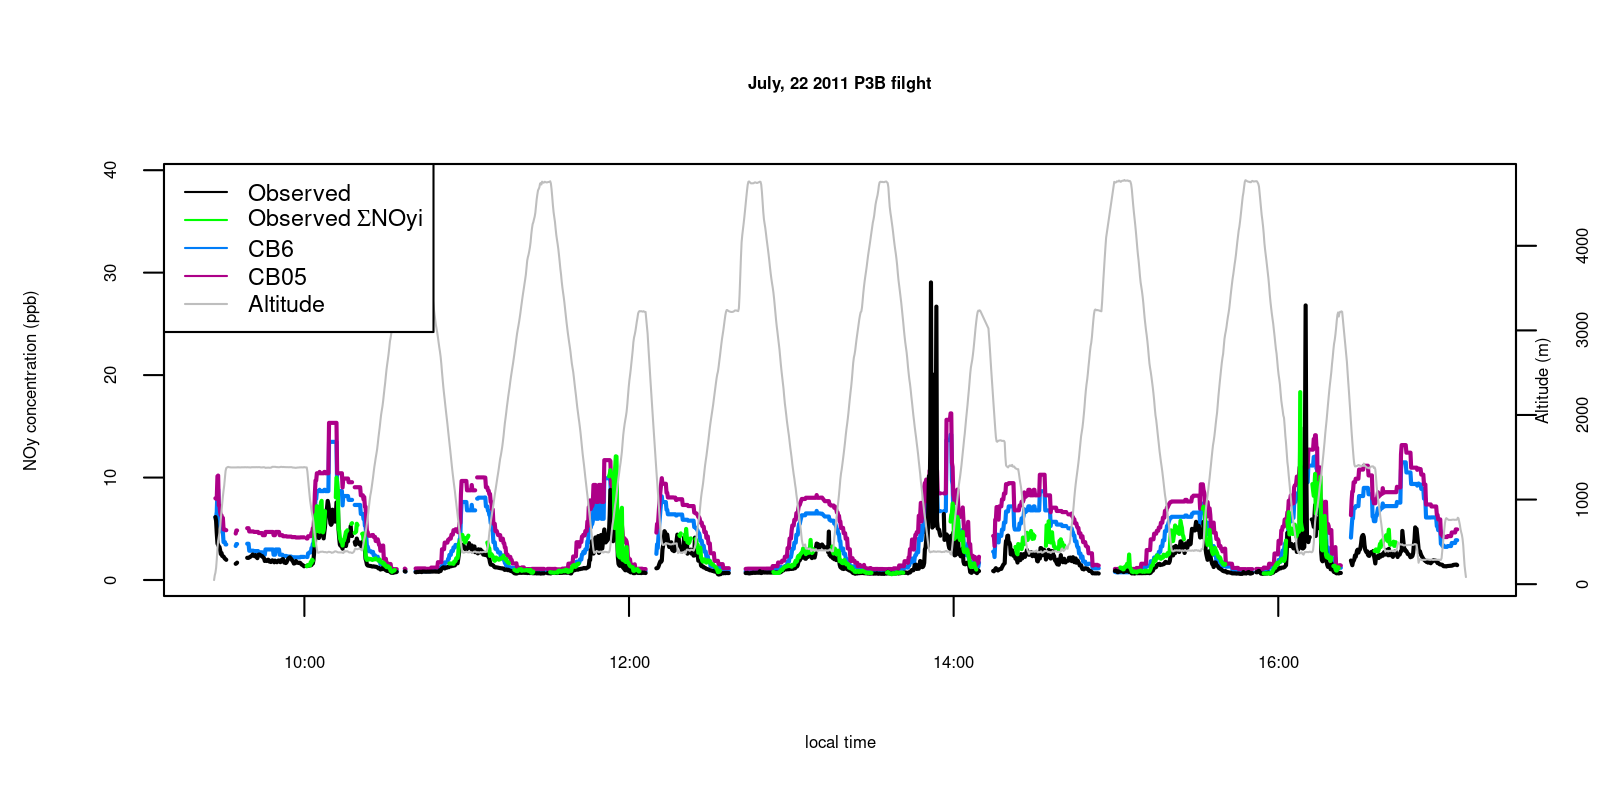 July, 22 2011 P3B filght
NOy concentration (ppb)
40
30
20
10
0
Observed
Observed ΣNOyi
CB6
CB05
Altitude
4000
3000
2000
1000
0
Altitude (m)
10:00
12:00
14:00
16:00
local time